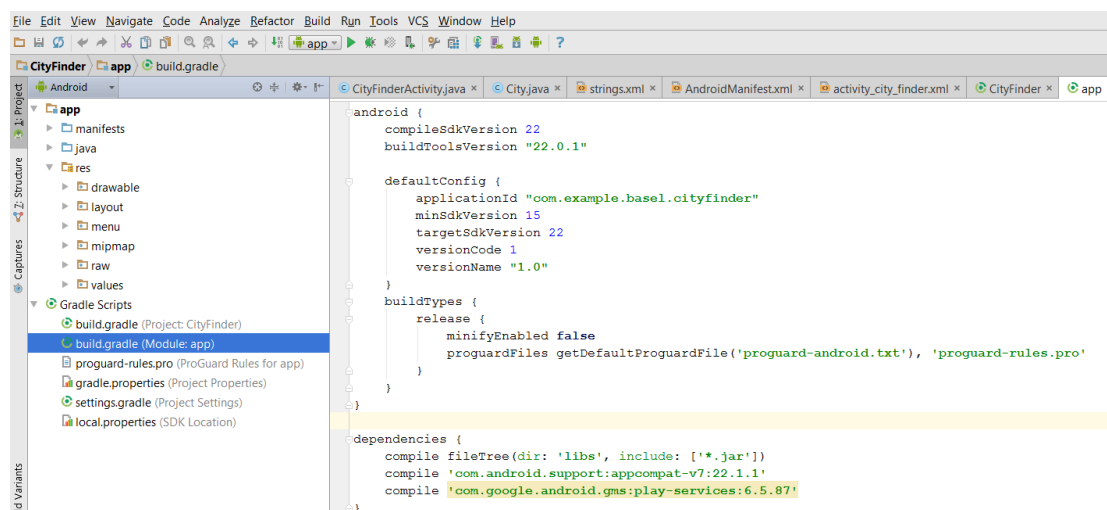 File Edit View Navigate Code Analyze Refactor Build Run Tools VCS Window Help
app
CityFinder app build.gradle
Android
CityFinderActivity.java × City.java × strings.xml × AndroidManifest.xml × activity_city_finder.xml × CityFinder × app
1: Project
7: Structure
Captures
d Variants
app
manifests
java
res
drawable
layout
menu
mipmap
raw
values
Gradle Scripts
build.gradle (Project: CityFinder)
build.gradle (Module: app)
proguard-rules.pro (ProGuard Rules for app)
gradle.properties (Project Properties)
settings.gradle (Project Settings)
local.properties (SDK Location)
android {
compileSdkVersion 22
buildToolsVersion "22.0.1"
defaultConfig {
applicationId "com.example.basel.cityfinder"
minSdkVersion 15
targetSdkVersion 22
versionCode 1
versionName "1.0"
}
buildTypes {
release {
minifyEnabled false
proguardFiles getDefaultProguardFile('proguard-android.txt'), 'proguard-rules.pro'
}
}
}
dependencies {
compile fileTree(dir: 'libs', include: ['*.jar'])
compile 'com.android.support:appcompat-v7:22.1.1'
compile 'com.google.android.gms:play-services:6.5.87'
}